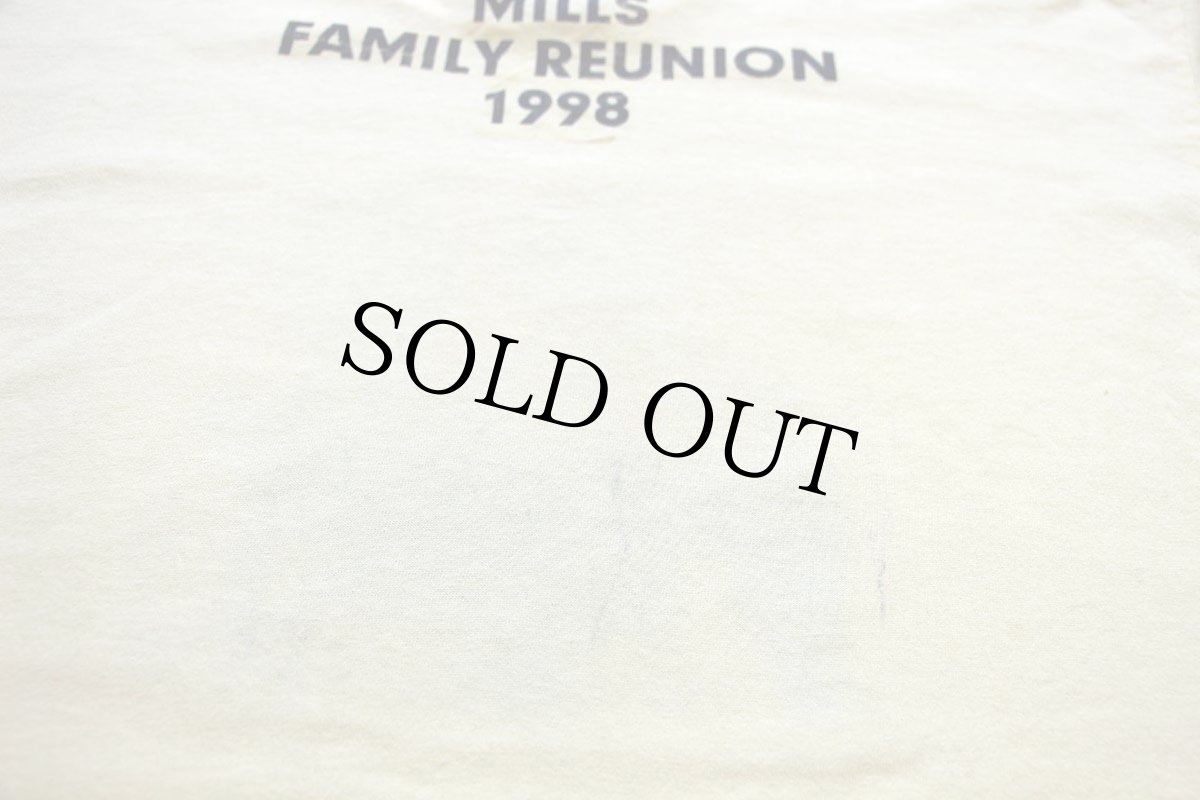 MILLS
FAMILY REUNION
1998
SOLD OUT